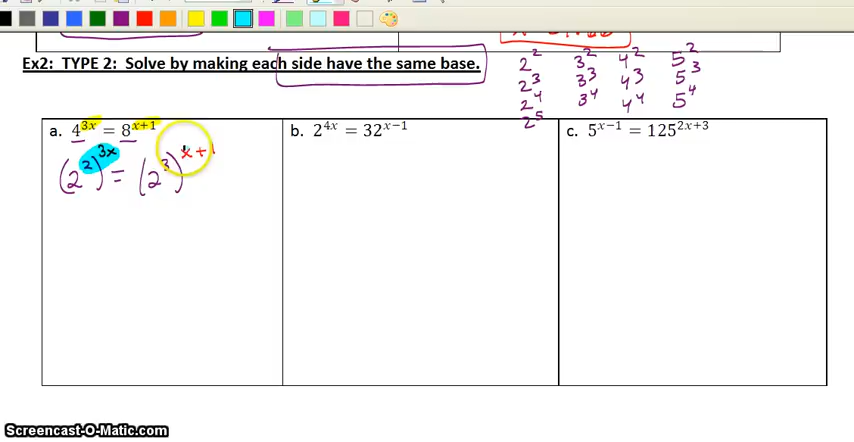 Ex2: TYPE 2: Solve by making each side have the same base.
2² 3² 4² 5²
2³ 3³ 4³ 5³
2⁴ 3⁴ 4⁴ 5⁴
2⁵
a. 4^{3x} = 8^{x+1}
(2²)^{3x} = (2³)^{x+1}
b. 2^{4x} = 32^{x−1}
c. 5^{x−1} = 125^{2x+3}
Screencast-O-Matic.com